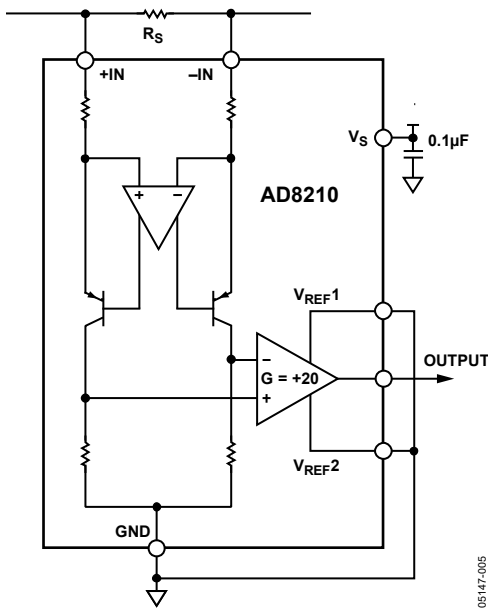 RS
+IN
–IN
VS
0.1µF
+
–
AD8210
VREF1
–
G = +20
+
OUTPUT
VREF2
GND
05147-005